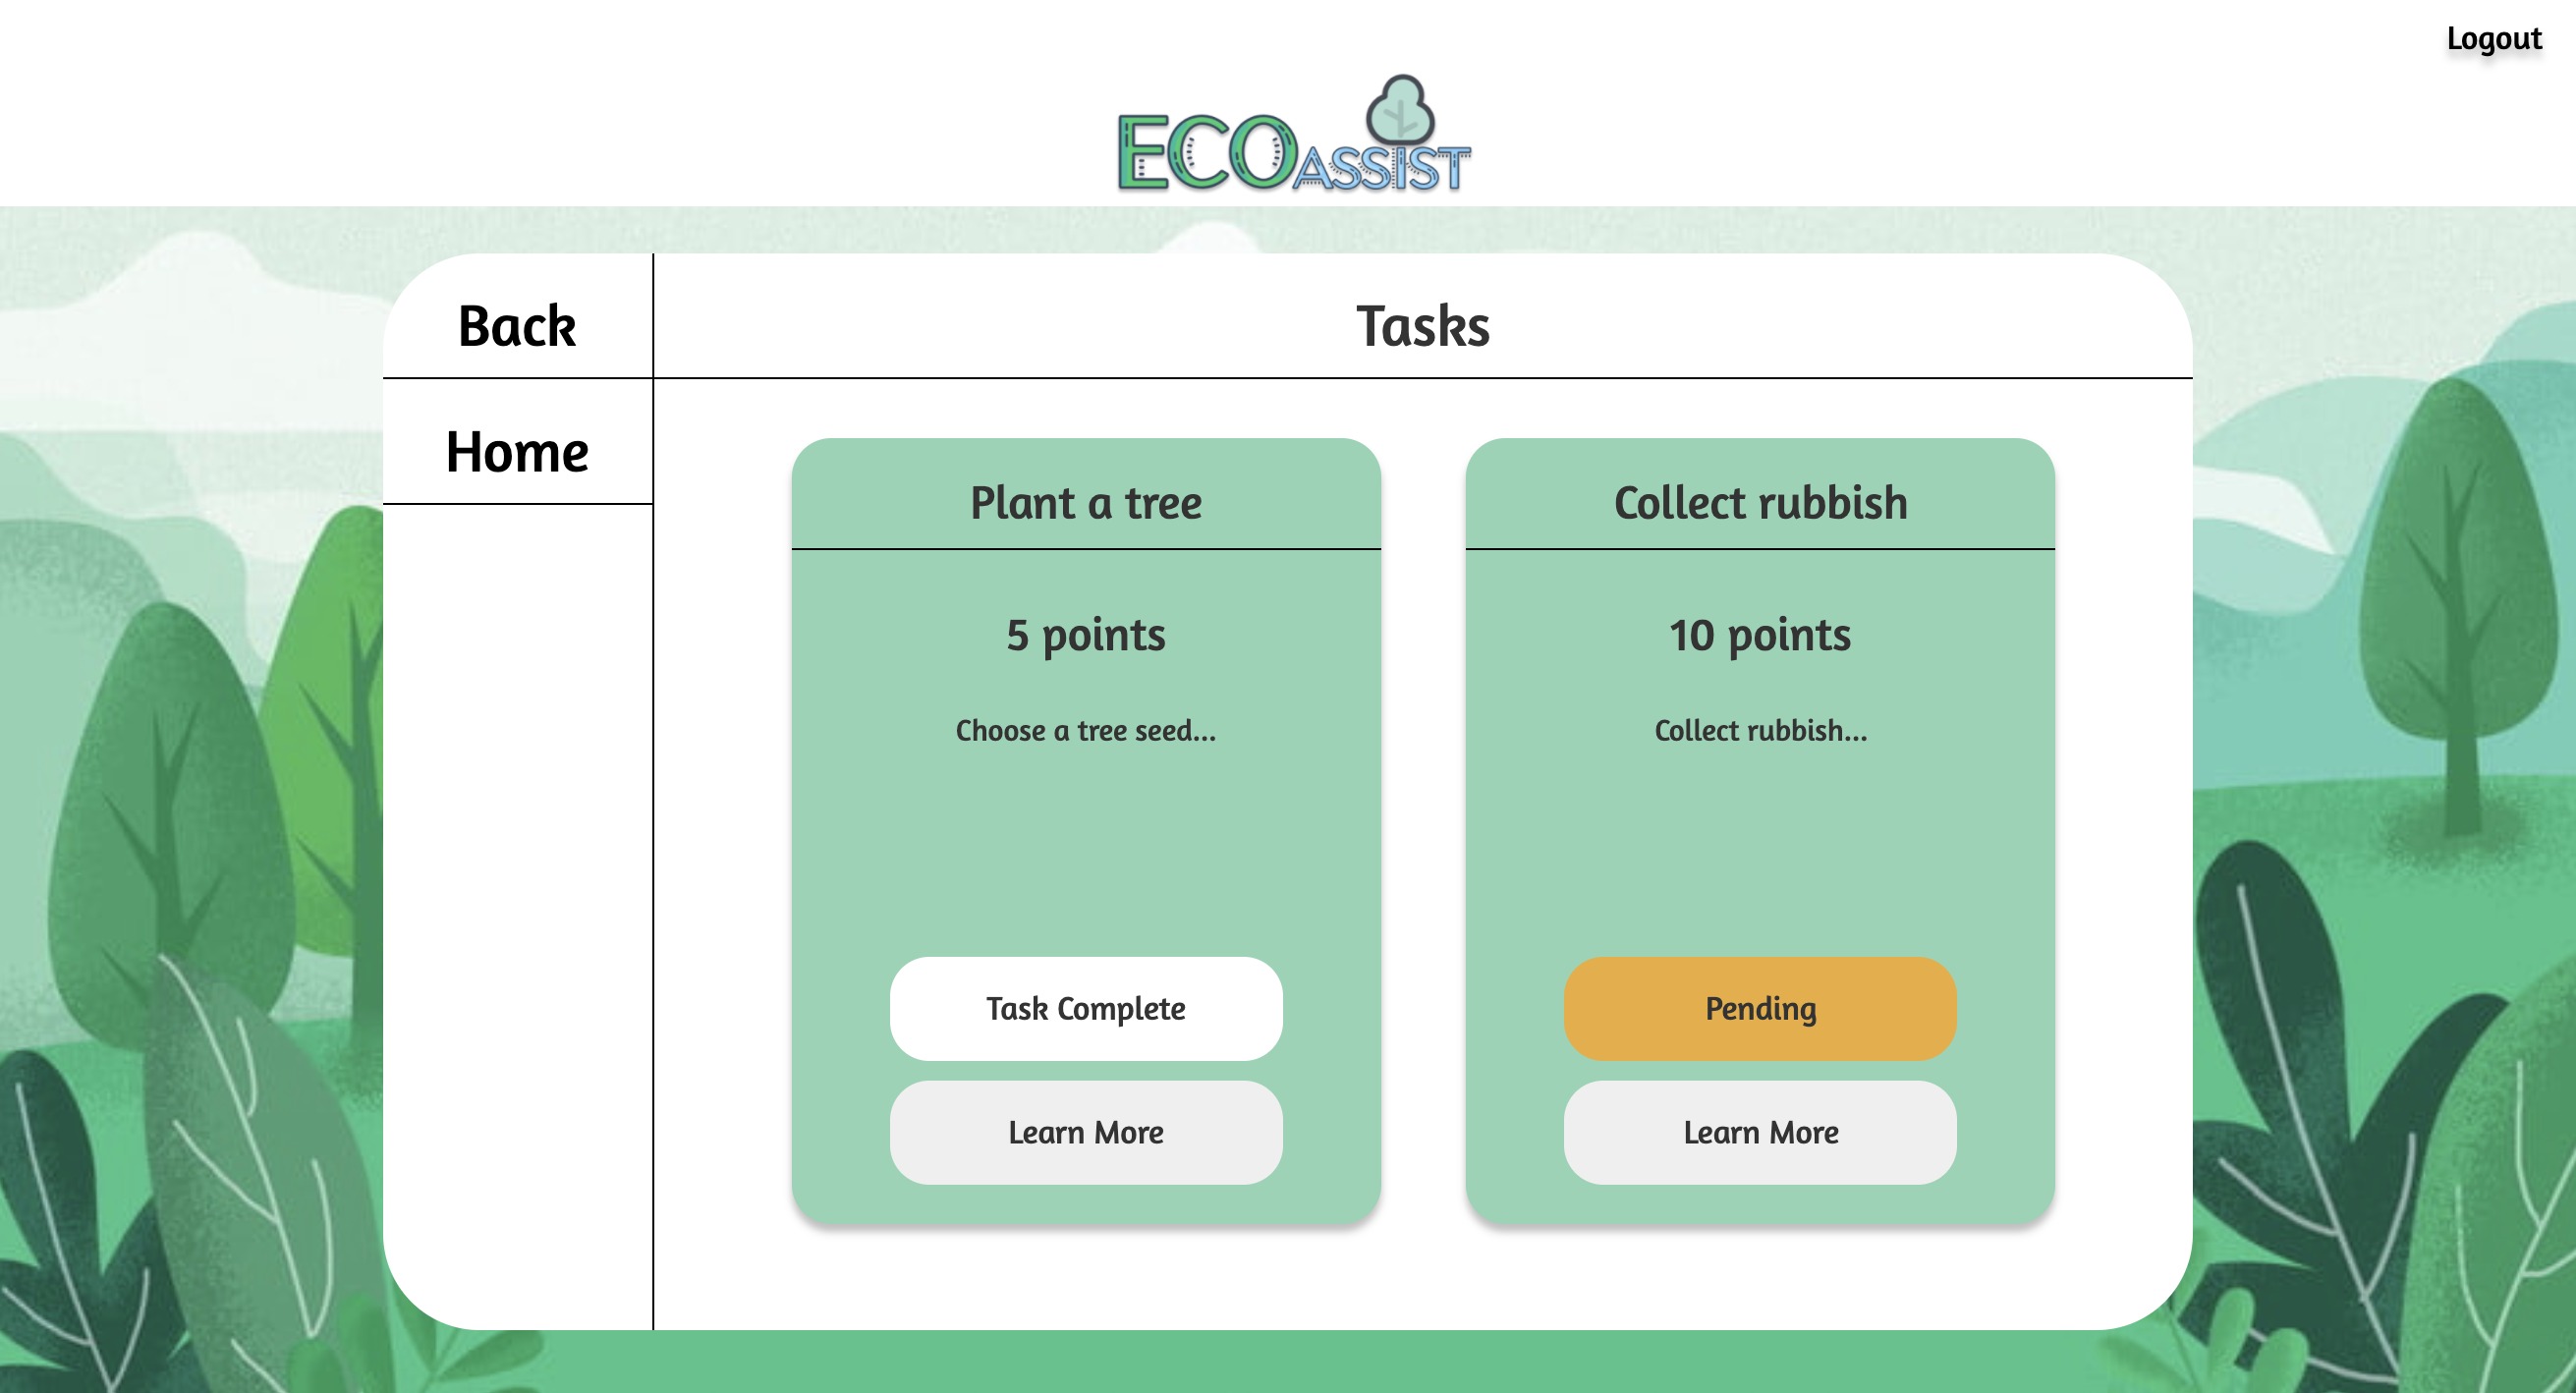 Logout
ECOASSIST
Back
Tasks
Home
Plant a tree
5 points
Choose a tree seed...
Task Complete
Learn More
Collect rubbish
10 points
Collect rubbish...
Pending
Learn More